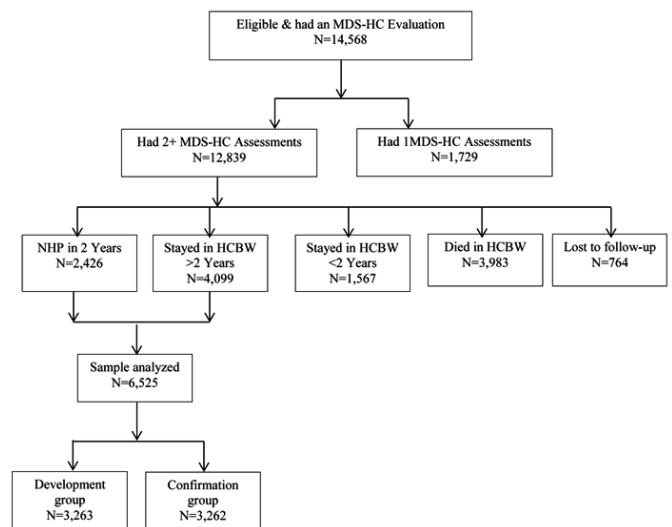 Eligible & had an MDS-HC Evaluation
N=14,568
Had 2+ MDS-HC Assessments
N=12,839
Had 1MDS-HC Assessments
N=1,729
NHP in 2 Years
N=2,426
Stayed in HCBW
>2 Years
N=4,099
Stayed in HCBW
<2 Years
N=1,567
Died in HCBW
N=3,983
Lost to follow-up
N=764
Sample analyzed
N=6,525
Development
group
N=3,263
Confirmation
group
N=3,262